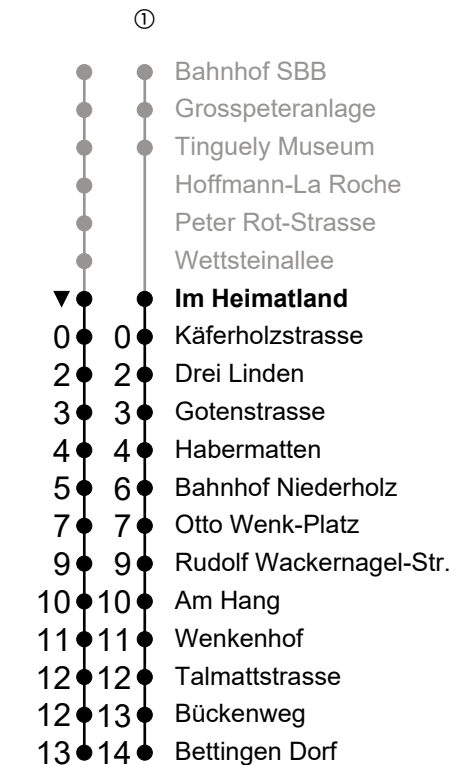 ①
Bahnhof SBB
Grosspeteranlage
Tinguely Museum
Hoffmann-La Roche
Peter Rot-Strasse
Wettsteinallee
▼ Im Heimatland
0 0 Käferholzstrasse
2 2 Drei Linden
3 3 Gotenstrasse
4 4 Habermatten
5 6 Bahnhof Niederholz
7 7 Otto Wenk-Platz
9 9 Rudolf Wackernagel-Str.
10 10 Am Hang
11 11 Wenkenhof
12 12 Talmattstrasse
12 13 Bückenweg
13 14 Bettingen Dorf